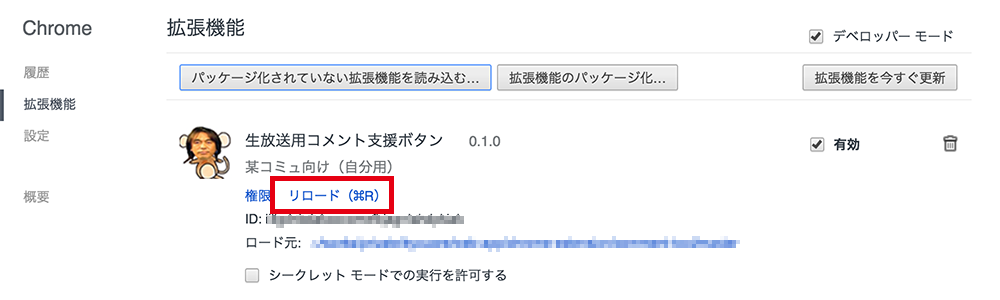 Chrome
拡張機能
デベロッパー モード
履歴
拡張機能
設定
概要
パッケージ化されていない拡張機能を読み込む... 拡張機能のパッケージ化... 拡張機能を今すぐ更新
生放送用コメント支援ボタン 0.1.0
有効
某コミュ向け（自分用）
権限 リロード（⌘R）
ID:
ロード元:
シークレット モードでの実行を許可する